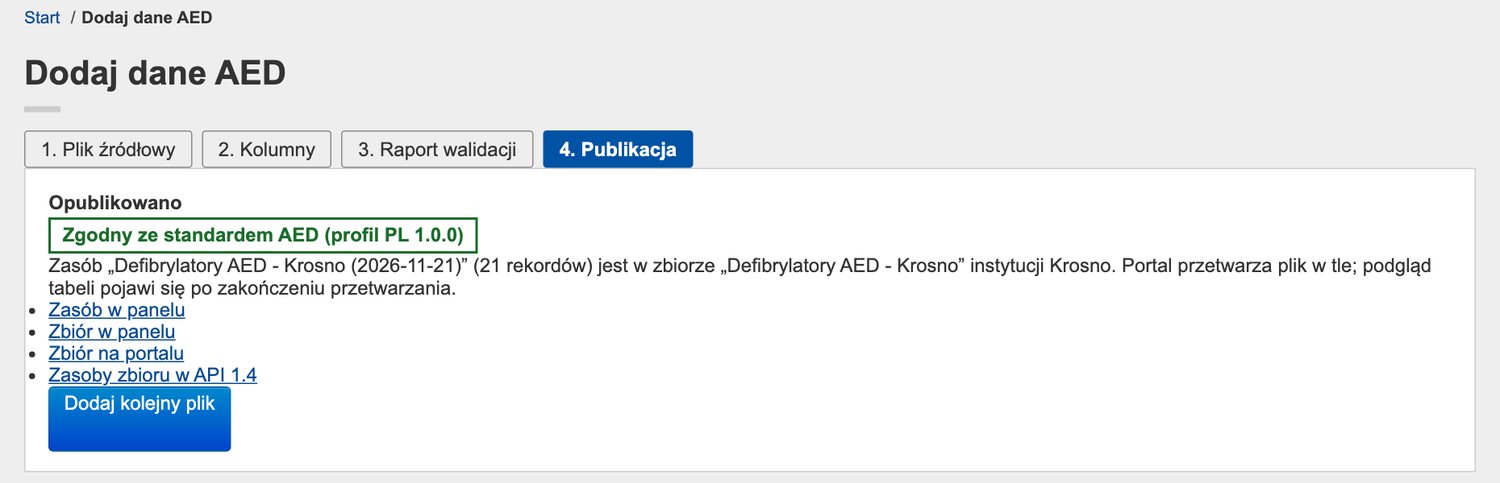 Start / Dodaj dane AED
Dodaj dane AED
1. Plik źródłowy 2. Kolumny 3. Raport walidacji 4. Publikacja
Opublikowano
Zgodny ze standardem AED (profil PL 1.0.0)
Zasób „Defibrylatory AED - Krosno (2026-11-21)” (21 rekordów) jest w zbiorze „Defibrylatory AED - Krosno” instytucji Krosno. Portal przetwarza plik w tle; podgląd
tabeli pojawi się po zakończeniu przetwarzania.
Zasób w panelu
Zbiór w panelu
Zbiór na portalu
Zasoby zbioru w API 1.4
Dodaj kolejny plik